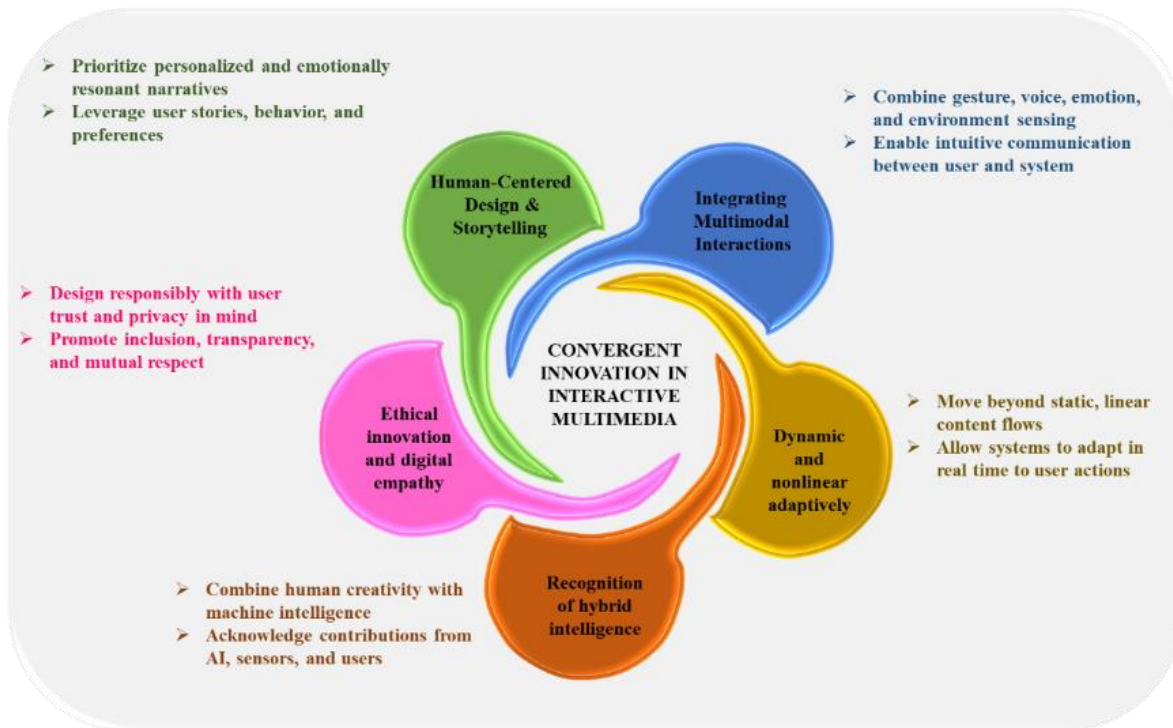 ➢ Prioritize personalized and emotionally
resonant narratives
➢ Leverage user stories, behavior, and
preferences
➢ Combine gesture, voice, emotion,
and environment sensing
➢ Enable intuitive communication
between user and system
Human-Centered
Design &
Storytelling
Integrating
Multimodal
Interactions
➢ Design responsibly with user
trust and privacy in mind
➢ Promote inclusion, transparency,
and mutual respect
CONVERGENT
INNOVATION IN
INTERACTIVE
MULTIMEDIA
Ethical
innovation
and digital
empathy
Dynamic
and
nonlinear
adaptively
➢ Move beyond static, linear
content flows
➢ Allow systems to adapt in
real time to user actions
➢ Combine human creativity with
machine intelligence
➢ Acknowledge contributions from
AI, sensors, and users
Recognition
of hybrid
intelligence